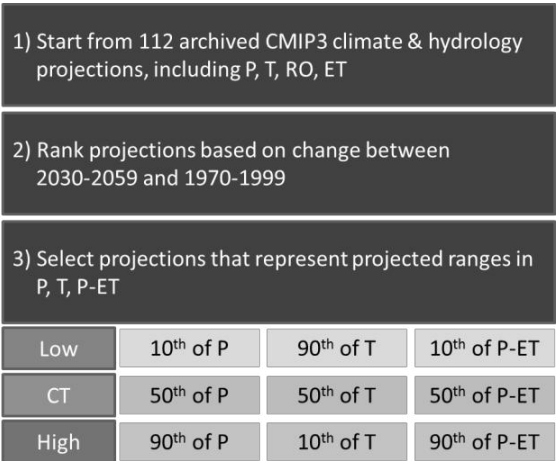 1) Start from 112 archived CMIP3 climate & hydrology
projections, including P, T, RO, ET
2) Rank projections based on change between
2030-2059 and 1970-1999
3) Select projections that represent projected ranges in
P, T, P-ET
Low 10th of P 90th of T 10th of P-ET
CT 50th of P 50th of T 50th of P-ET
High 90th of P 10th of T 90th of P-ET